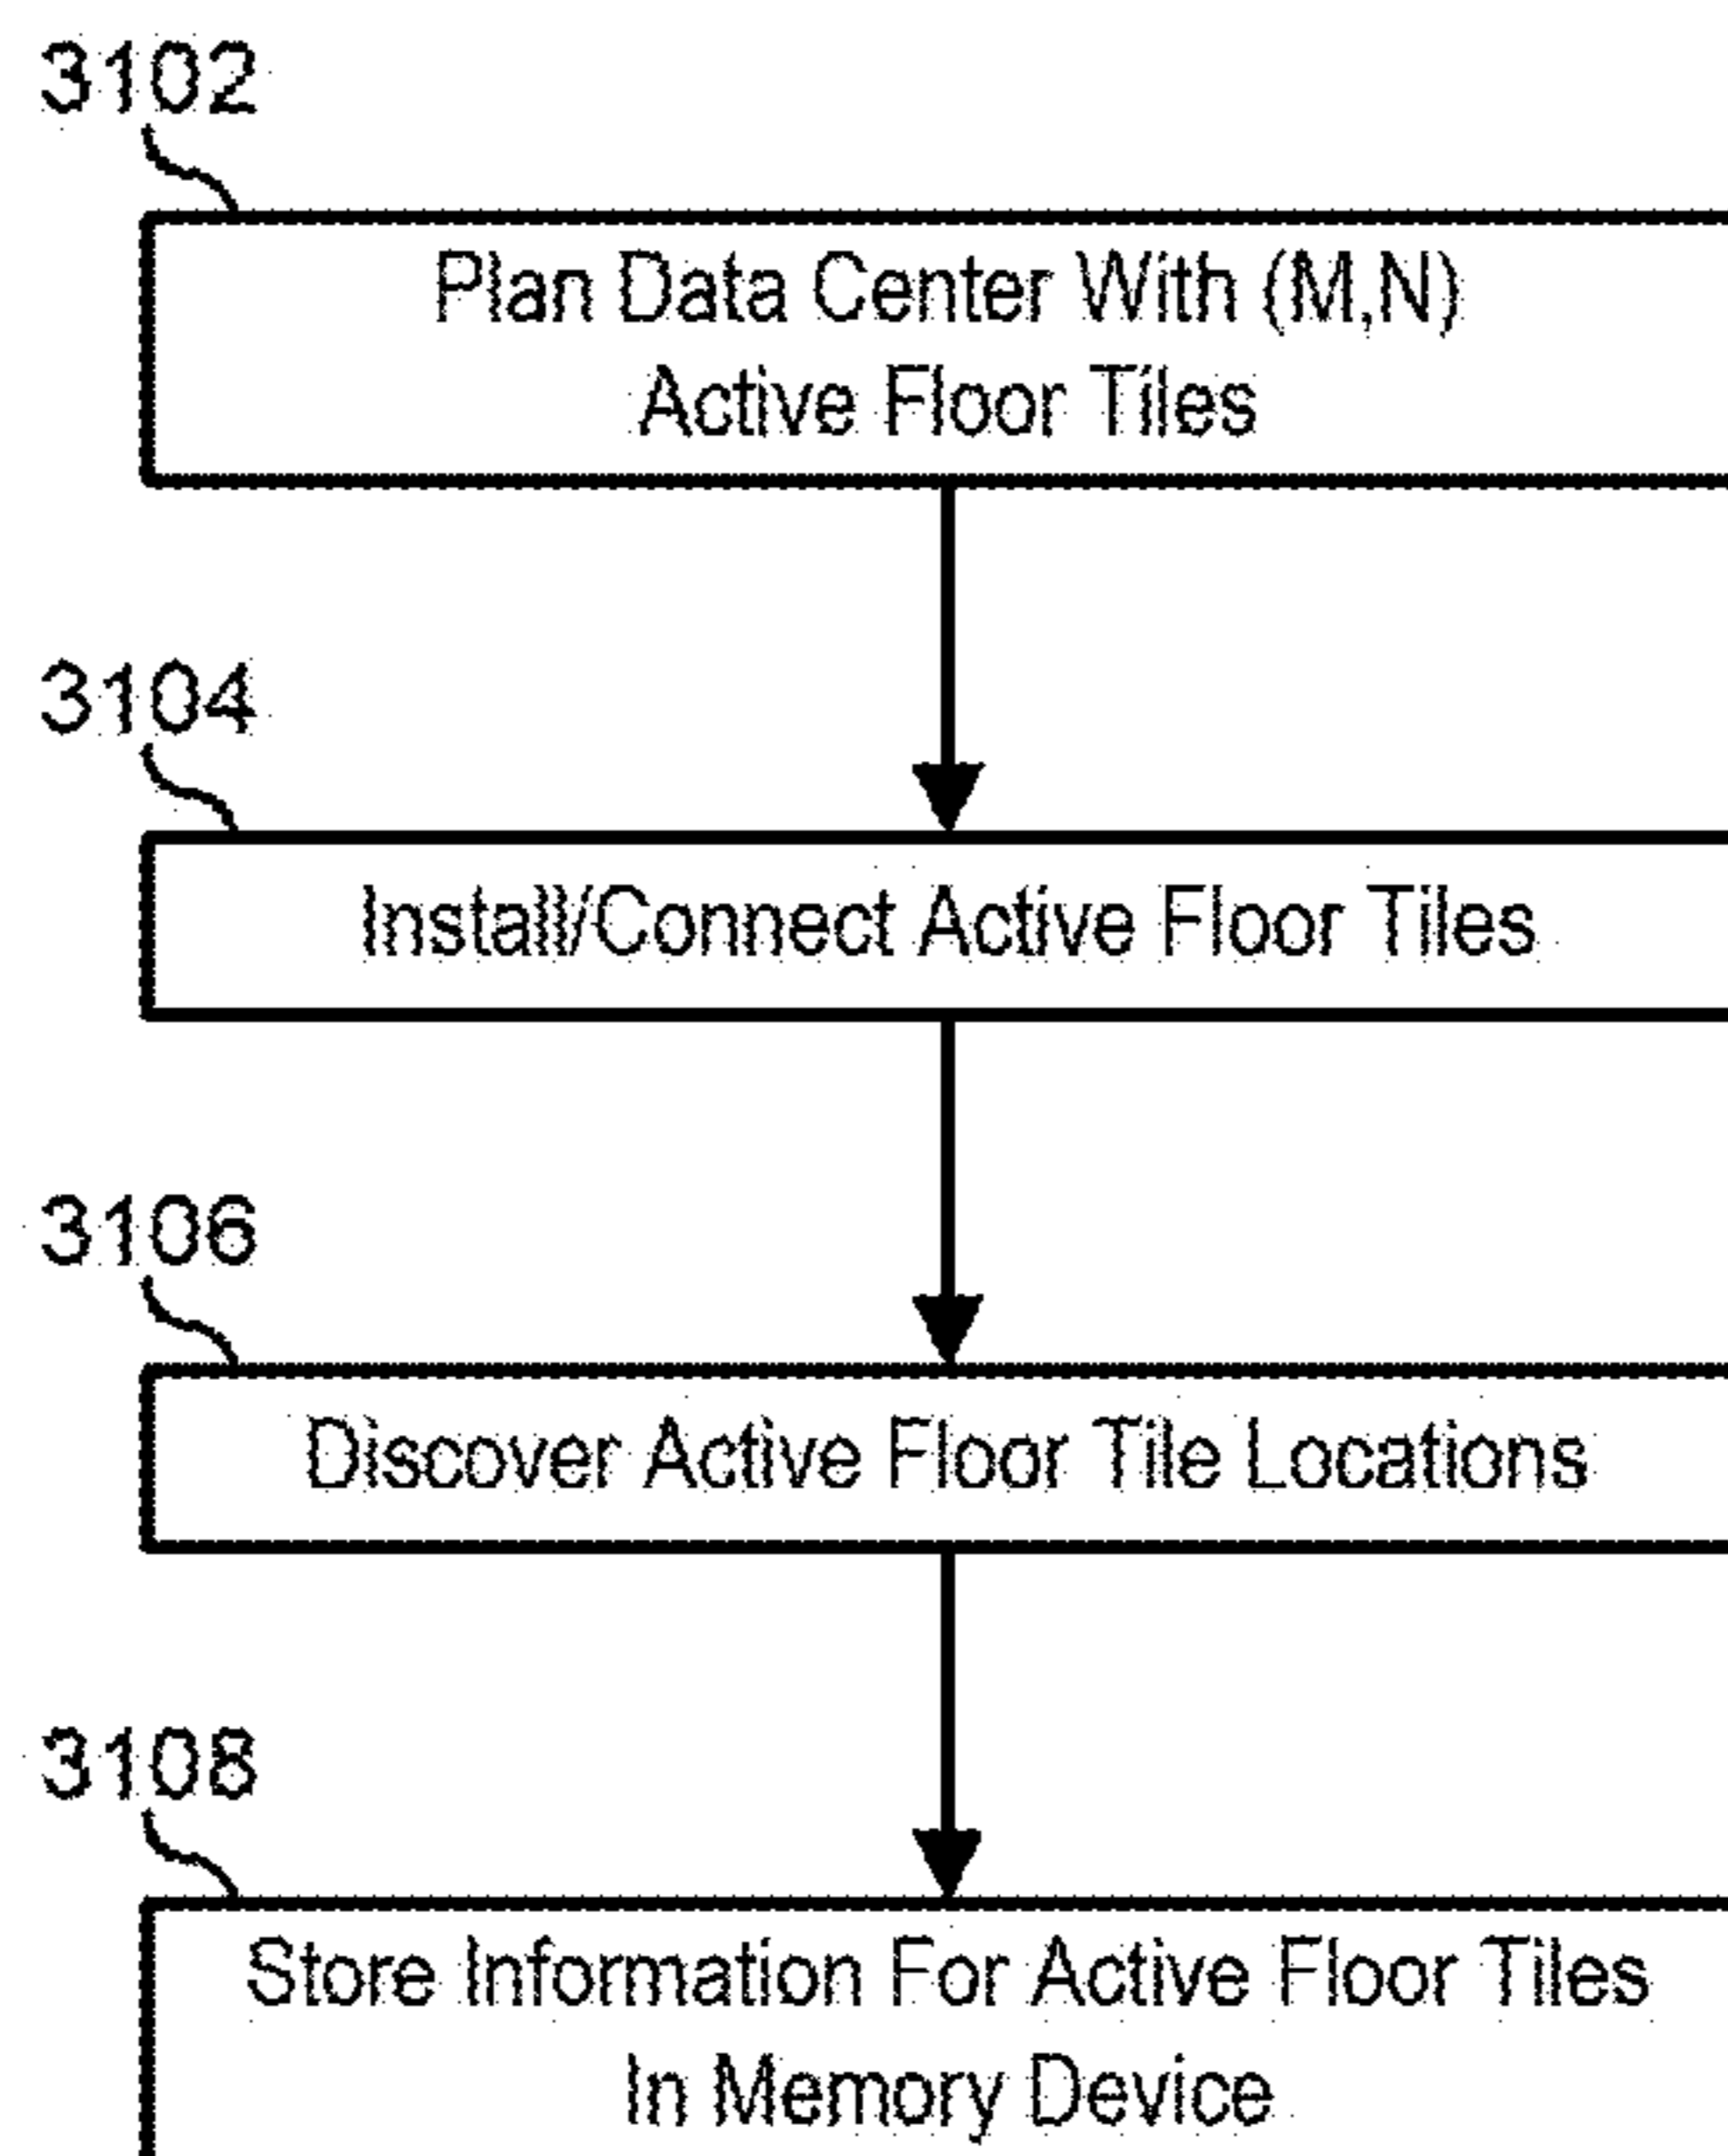 3102
Plan Data Center With (M,N)
Active Floor Tiles
3104
Install/Connect Active Floor Tiles
3106
Discover Active Floor Tile Locations
3108
Store Information For Active Floor Tiles
In Memory Device